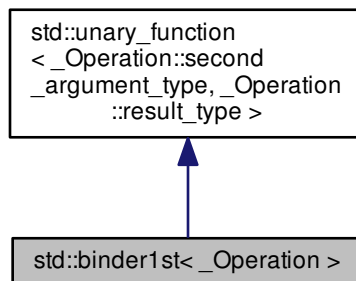 std::unary_function
< _Operation::second
_argument_type, _Operation
::result_type >
std::binder1st< _Operation >